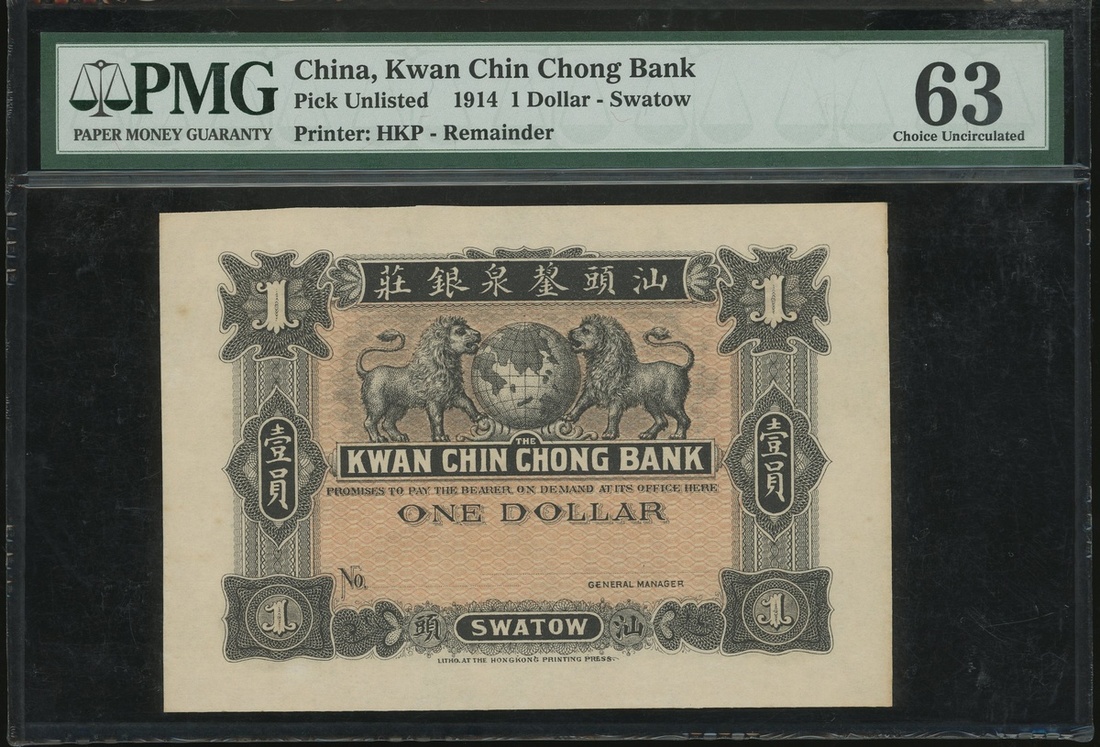 PMG
PAPER MONEY GUARANTY
China, Kwan Chin Chong Bank
Pick Unlisted 1914 1 Dollar - Swatow
Printer: HKP - Remainder
63
Choice Uncirculated
莊銀泉鋆頭汕
1
1
THE
KWAN CHIN CHONG BANK
PROMISES TO PAY THE BEARER ON DEMAND AT ITS OFFICE HERE
ONE DOLLAR
壹員
壹員
No.
GENERAL MANAGER
1
頭 SWATOW 汕
1
LITHO. AT THE HONGKONG PRINTING PRESS.